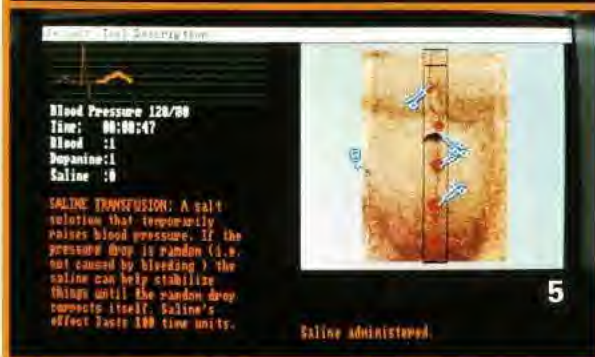 Tool Description
Blood Pressure 120/80
Time: 00:00:47
Blood :1
Dopamine:1
Saline :0
SALINE TRANSFUSION: A salt
solution that temporarily
raises blood pressure. If the
pressure drop is random (i.e.
not caused by bleeding ) the
saline can help stabilize
things until the random drop
corrects itself. Saline's
effect lasts 100 time units.
5
Saline administered.